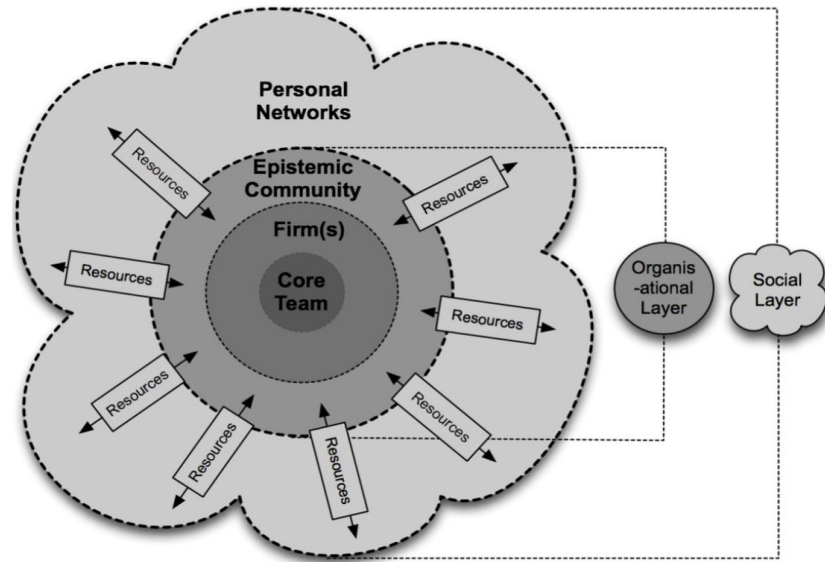 Personal
Networks
Epistemic
Community
Firm(s)
Core
Team
Resources
Resources
Resources
Resources
Resources
Resources
Resources
Resources
Organis
-ational
Layer
Social
Layer